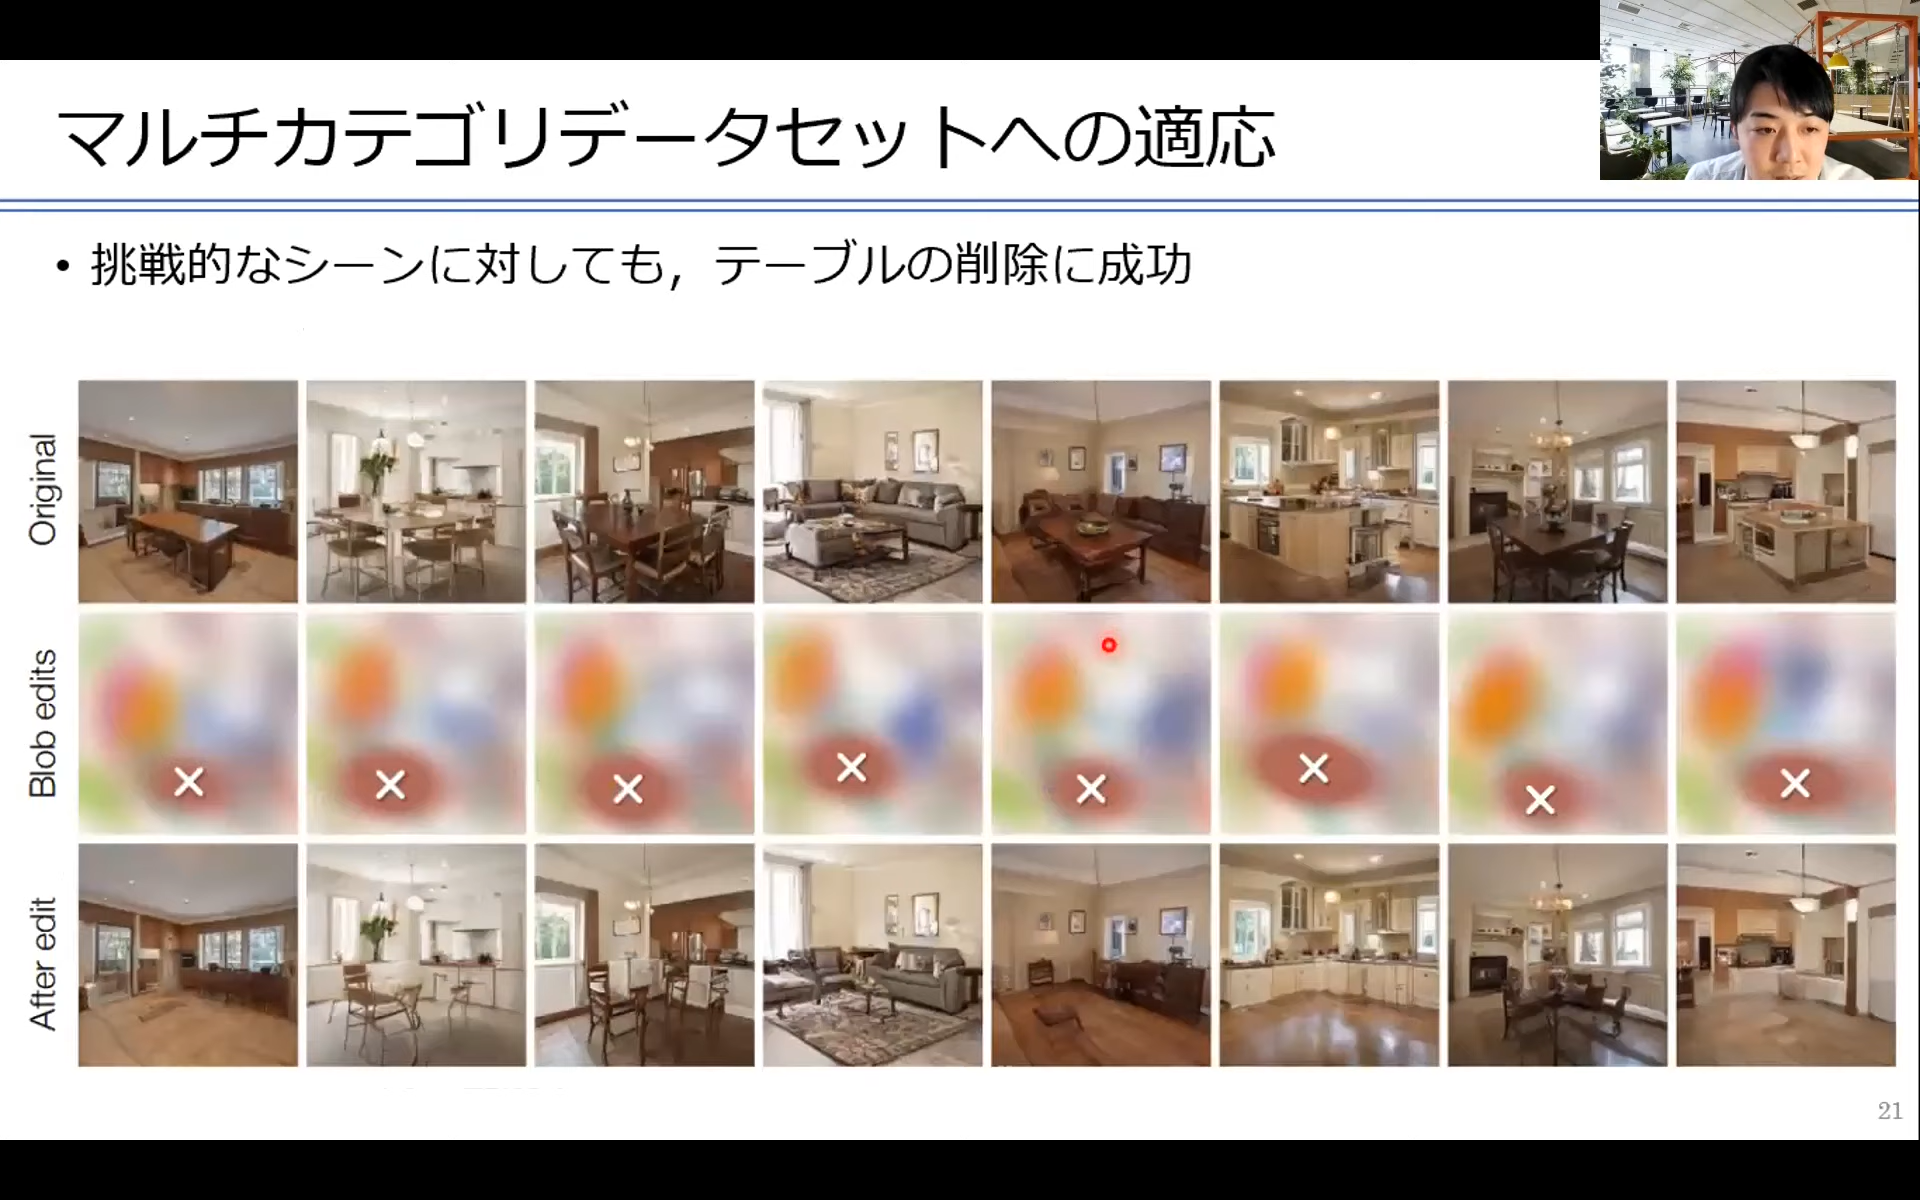 マルチカテゴリデータセットへの適応
• 挑戦的なシーンに対しても，テーブルの削除に成功
Original
Blob edits
After edit
21